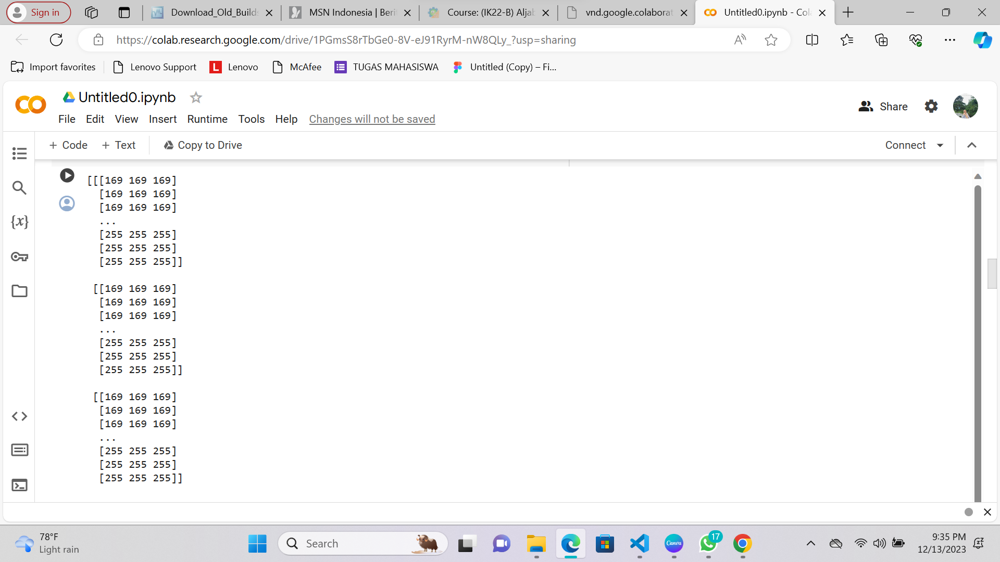 Sign in
Download_Old_Builds
MSN Indonesia | Beri
Course: (IK22-B) Aljab
vnd.google.colaborat
Untitled0.ipynb - Col
https://colab.research.google.com/drive/1PGmsS8rTbGe0-8V-eJ91RyrM-nW8QLy_?usp=sharing
Import favorites
Lenovo Support
L Lenovo
McAfee
TUGAS MAHASISWA
Untitled (Copy) – Fi...
Untitled0.ipynb
Share
File Edit View Insert Runtime Tools Help Changes will not be saved
+ Code + Text Copy to Drive
Connect
[[[169 169 169]
[169 169 169]
[169 169 169]
...
[255 255 255]
[255 255 255]
[255 255 255]]
[[169 169 169]
[169 169 169]
[169 169 169]
...
[255 255 255]
[255 255 255]
[255 255 255]]
[[169 169 169]
[169 169 169]
[169 169 169]
...
[255 255 255]
[255 255 255]
[255 255 255]]
{x}
78°F
Light rain
Search
Canva
17
9:35 PM
12/13/2023